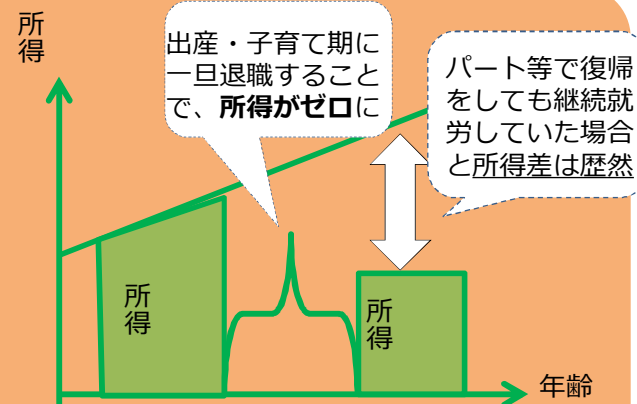 所得
出産・子育て期に
一旦退職すること
で、所得がゼロに
パート等で復帰
をしても継続就
労していた場合
と所得差は歴然
所得
所得
年齢